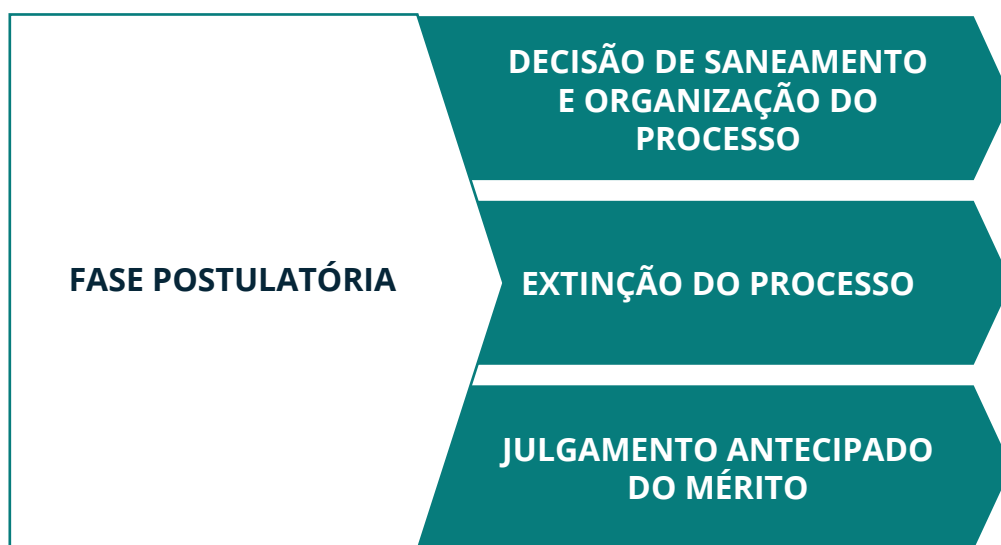 FASE POSTULATÓRIA
DECISÃO DE SANEAMENTO
E ORGANIZAÇÃO DO
PROCESSO
EXTINÇÃO DO PROCESSO
JULGAMENTO ANTECIPADO
DO MÉRITO